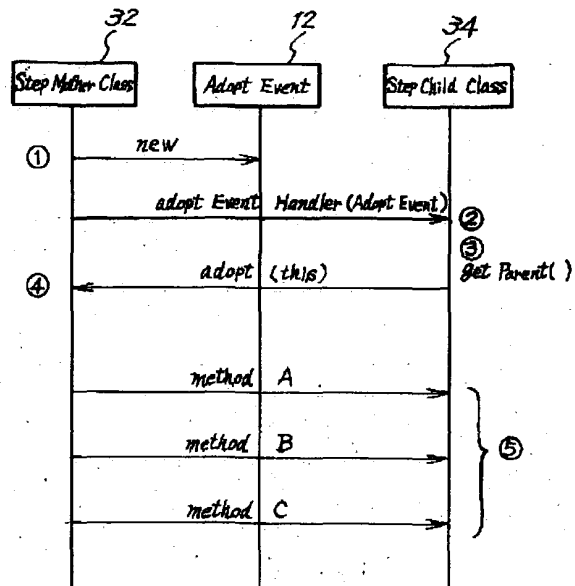 32 12 34
Step Mother Class Adopt Event Step Child Class
① new
adopt Event Handler (Adopt Event) ②
③
④ adopt (this) get Parent( )
method A
method B ⑤
method C